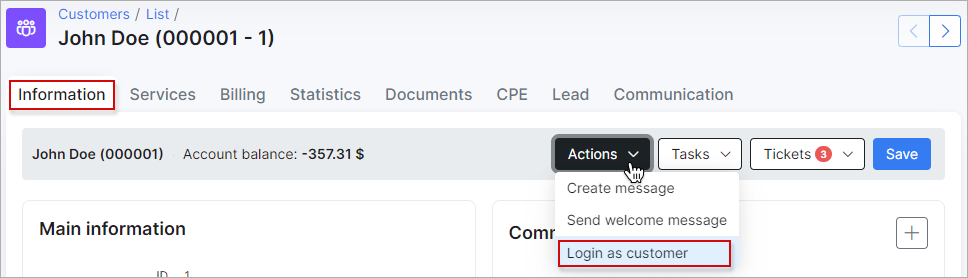 Customers / List /
John Doe (000001 - 1)
Information Services Billing Statistics Documents CPE Lead Communication
John Doe (000001) Account balance: -357.31 $ Actions Tasks Tickets 3 Save
Create message
Send welcome message
Login as customer
Main information
Comm
ID 1